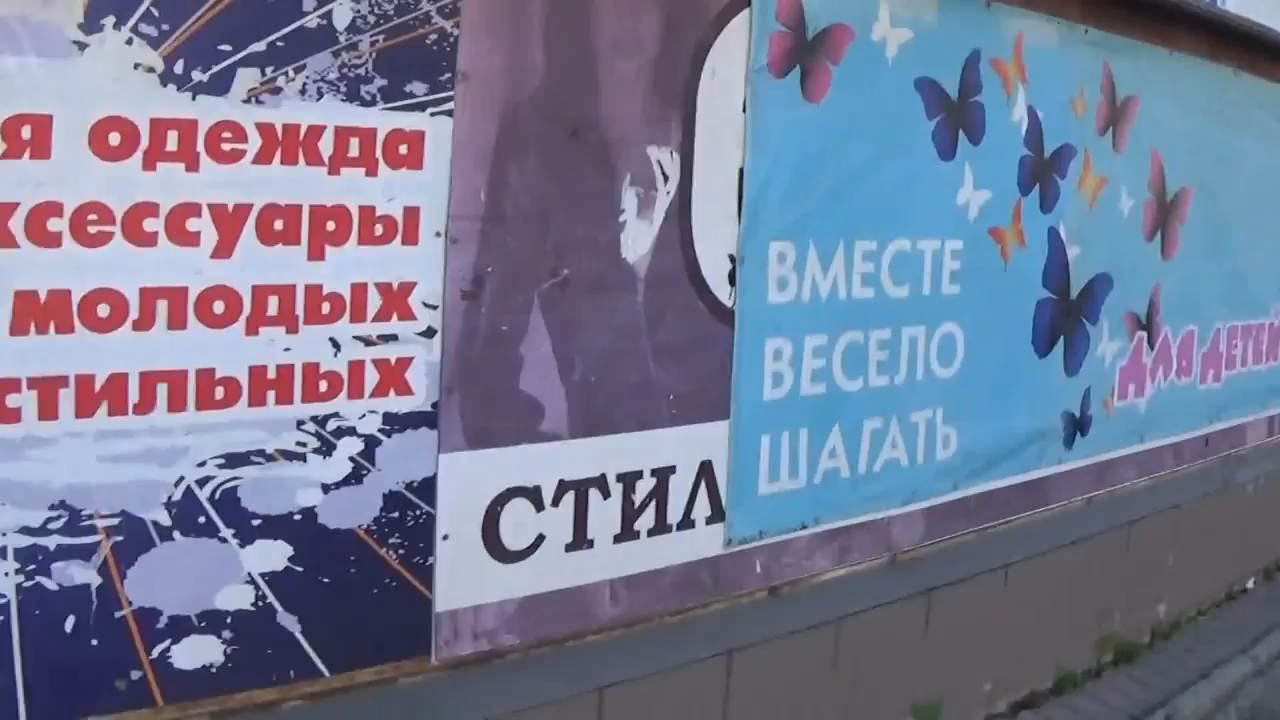 я одежда
ксессуары
молодых
стильных
СТИЛ
ВМЕСТЕ
ВЕСЕЛО
ШАГАТЬ
ДЛЯ ДЕТЕЙ